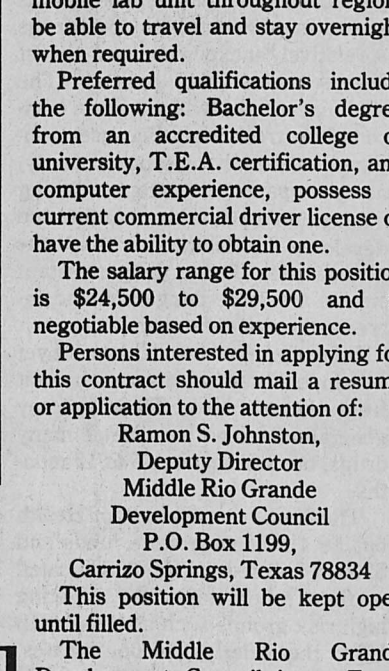 mobile lab unit throughout region
be able to travel and stay overnigh
when required.
Preferred qualifications includ
the following: Bachelor's degre
from an accredited college o
university, T.E.A. certification, an
computer experience, possess
current commercial driver license o
have the ability to obtain one.
The salary range for this positio
is $24,500 to $29,500 and
negotiable based on experience.
Persons interested in applying fo
this contract should mail a resum
or application to the attention of:
Ramon S. Johnston,
Deputy Director
Middle Rio Grande
Development Council
P.O. Box 1199,
Carrizo Springs, Texas 78834
This position will be kept ope
until filled.
The Middle Rio Grand